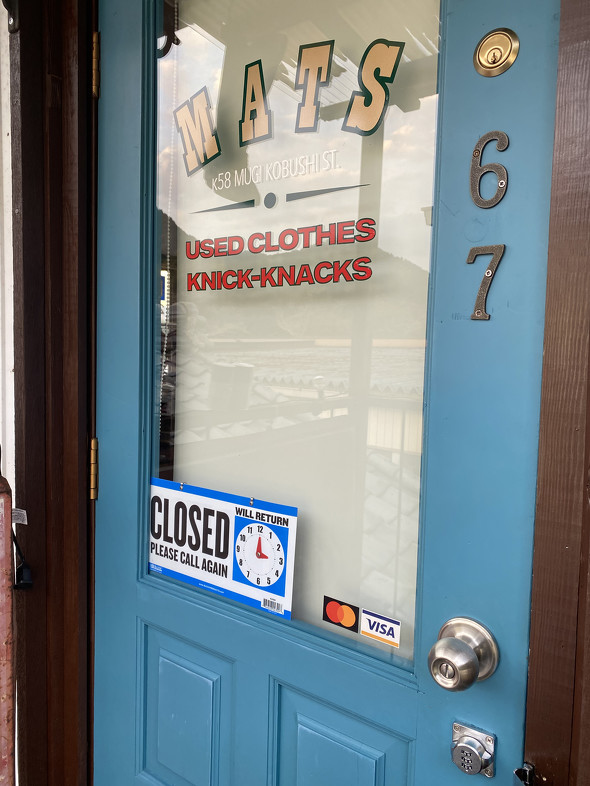 MATS
K58 MUGI KOBUSHI ST.
USED CLOTHES
KNICK-KNACKS
6
7
CLOSED
PLEASE CALL AGAIN
WILL RETURN
12
1
2
3
4
5
6
7
8
9
10
11
VISA